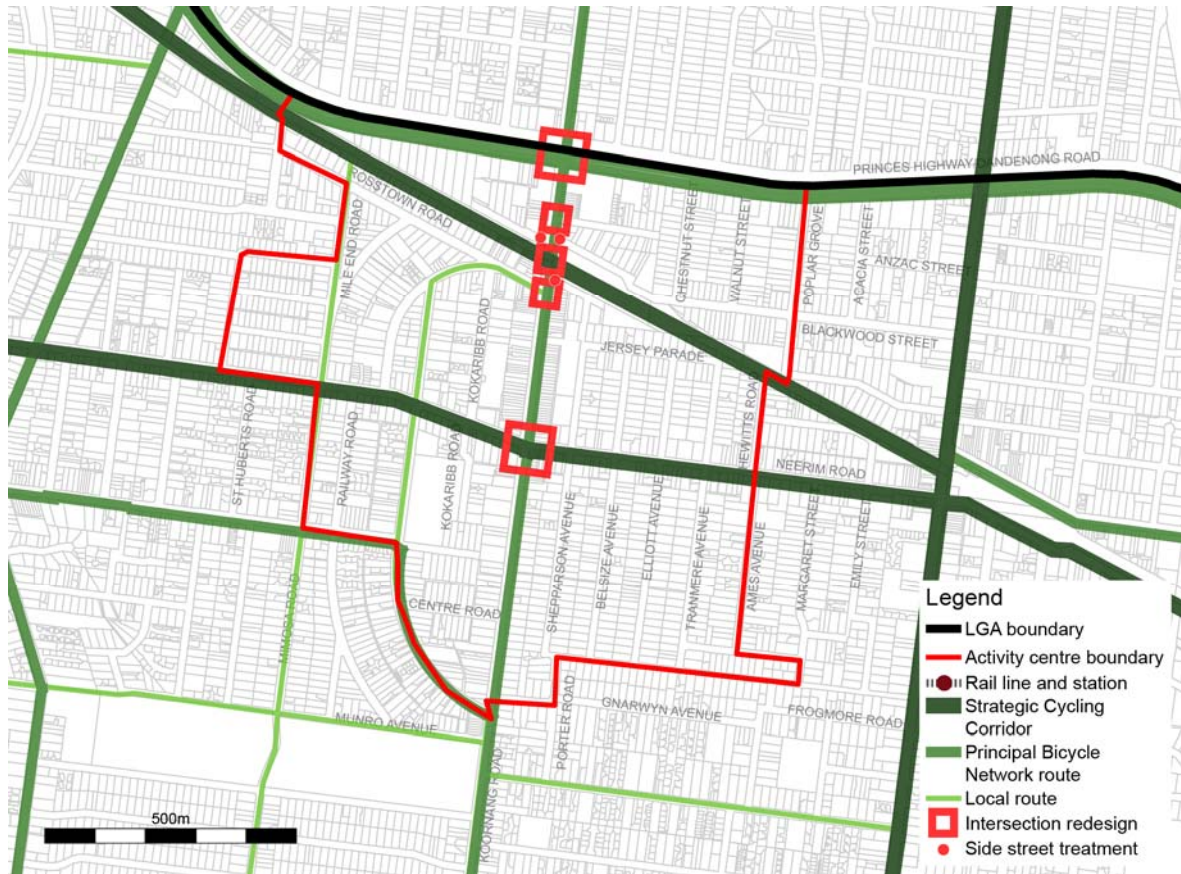 PRINCES HIGHWAY DANDENONG ROAD
ROSSTOWN ROAD
MILE END ROAD
CHESTNUT STREET
WALNUT STREET
POPLAR GROVE
ACACIA STREET
ANZAC STREET
BLACKWOOD STREET
JERSEY PARADE
KOKARIBB ROAD
HEWITTS ROAD
ST HUBERTS ROAD
RAILWAY ROAD
KOKARIBB ROAD
NEERIM ROAD
SHEPPARSON AVENUE
BELSIZE AVENUE
ELLIOTT AVENUE
TRANMERE AVENUE
AMES AVENUE
MARGARET STREET
EMILY STREET
CENTRE ROAD
MIMOSA ROAD
MUNRO AVENUE
PORTER ROAD
GNARWYN AVENUE
FROGMORE ROAD
KOORNANG ROAD
500m
Legend
LGA boundary
Activity centre boundary
Rail line and station
Strategic Cycling
Corridor
Principal Bicycle
Network route
Local route
Intersection redesign
Side street treatment